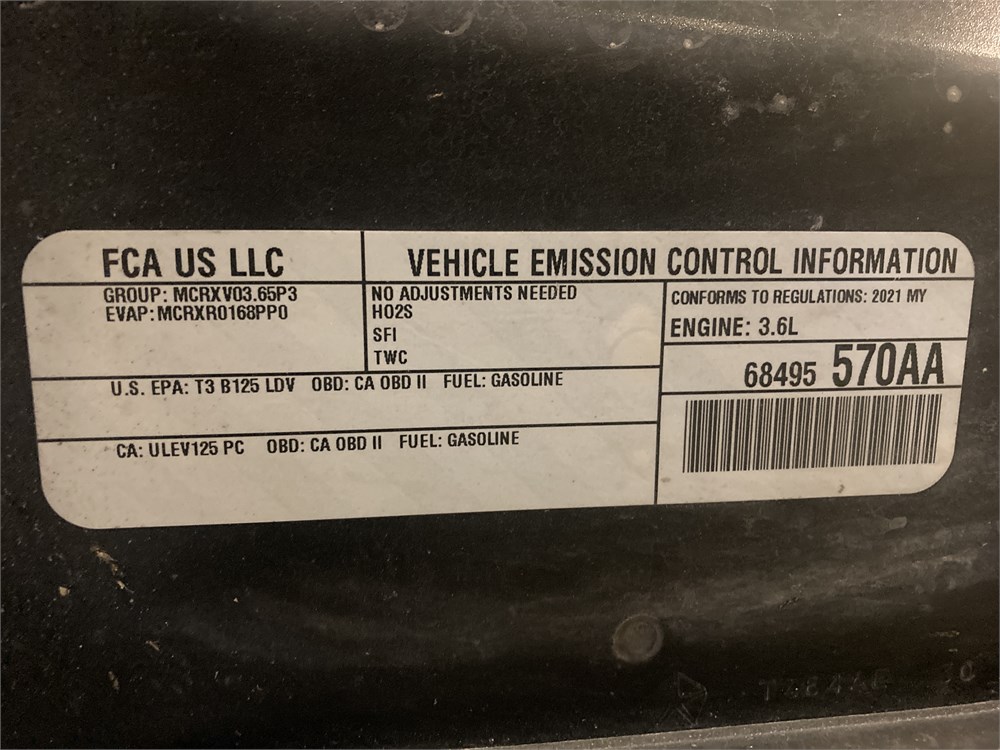 FCA US LLC
VEHICLE EMISSION CONTROL INFORMATION
GROUP: MCRXV03.65P3
EVAP: MCRXR0168PP0
NO ADJUSTMENTS NEEDED
HO2S
SFI
TWC
CONFORMS TO REGULATIONS: 2021 MY
ENGINE: 3.6L
68495 570AA
U.S. EPA: T3 B125 LDV OBD: CA OBD II FUEL: GASOLINE
CA: ULEV125 PC OBD: CA OBD II FUEL: GASOLINE